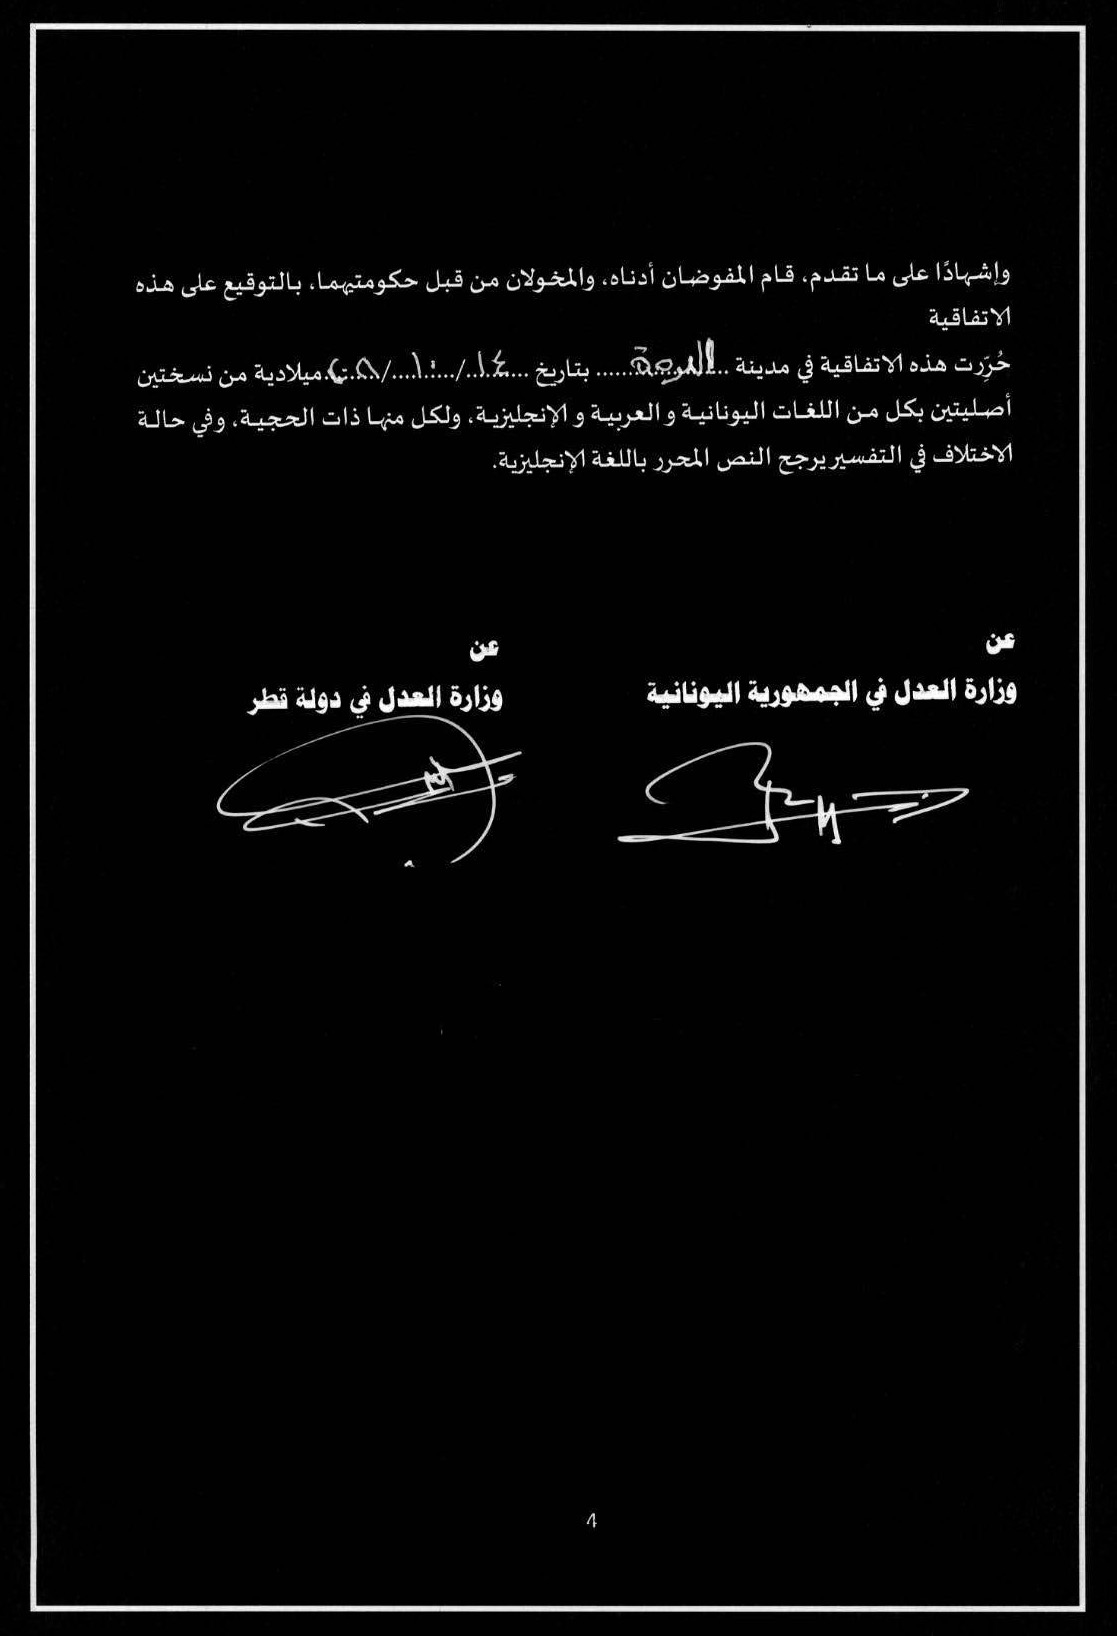 وإشهادًا على ما تقدم، قام المفوضان أدناه، والمخولان من قبل حكومتيهما، بالتوقيع على هذه
الاتفاقية
حُرِّرت هذه الاتفاقية في مدينة ..الدوحة.. بتاريخ ...١٤.../...١٠.../... ميلادية من نسختين
أصليتين بكل من اللغات اليونانية و العربية و الإنجليزية، ولكل منها ذات الحجية، وفي حالة
الاختلاف في التفسير يرجح النص المحرر باللغة الإنجليزية.
عن
وزارة العدل في الجمهورية اليونانية
عن
وزارة العدل في دولة قطر
4